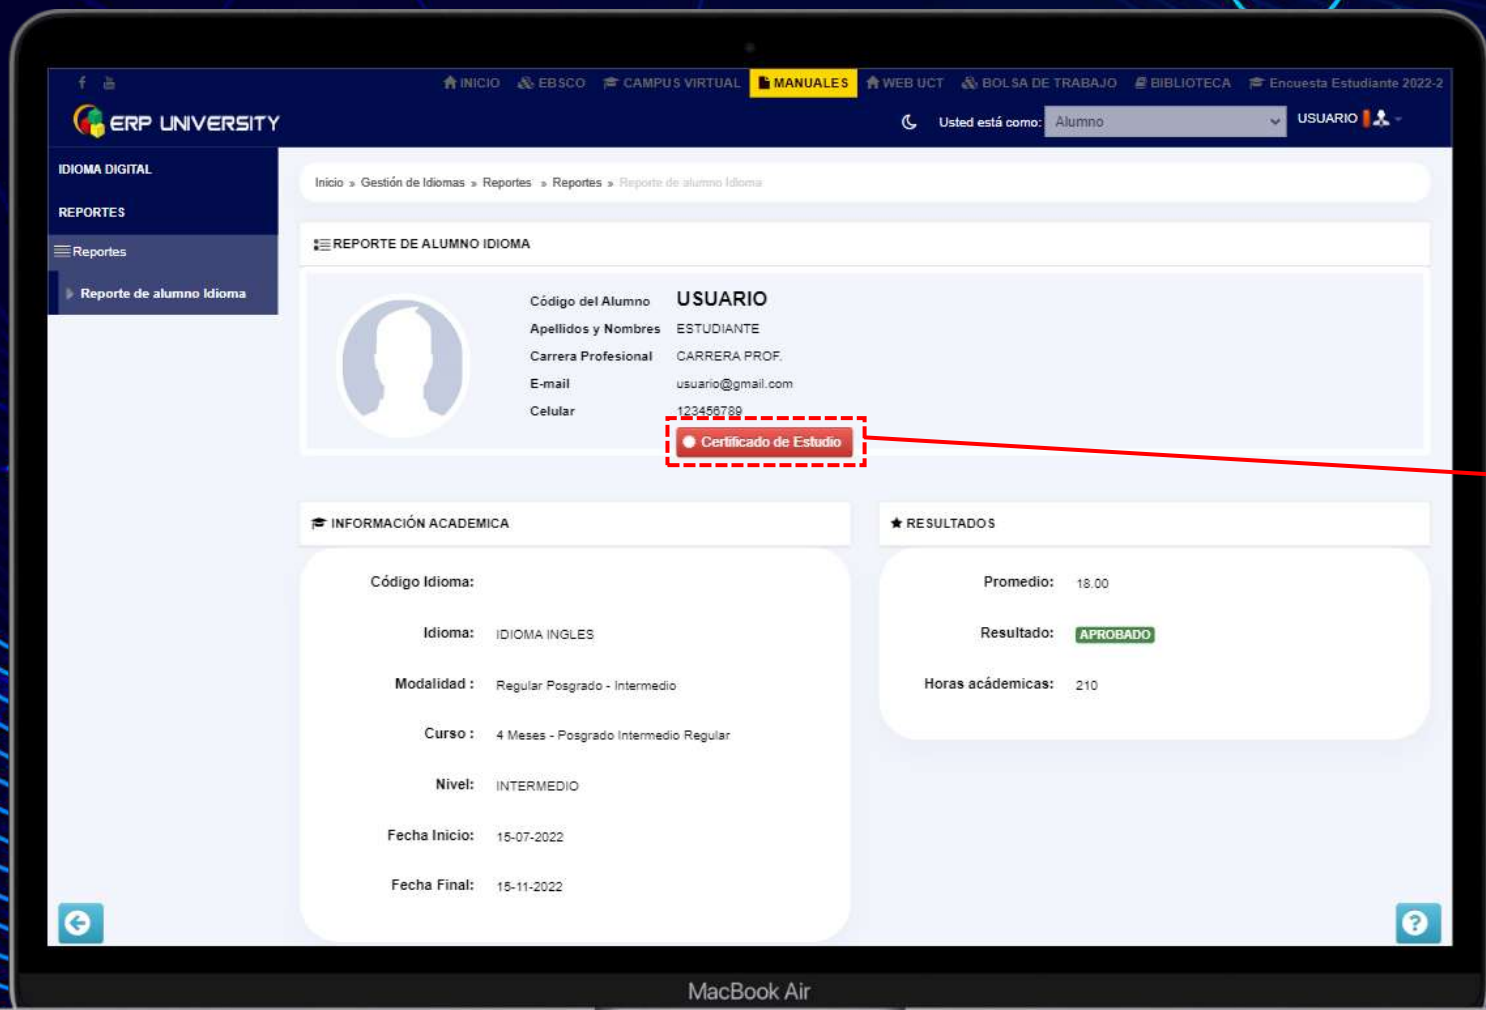 INICIO EBSCO CAMPUS VIRTUAL MANUALES WEB UCT BOLSA DE TRABAJO BIBLIOTECA Encuesta Estudiante 2022-2
ERP UNIVERSITY
Usted está como: Alumno USUARIO
IDIOMA DIGITAL
REPORTES
Reportes
Reporte de alumno Idioma
Inicio » Gestión de Idiomas » Reportes » Reportes » Reporte de alumno Idioma
REPORTE DE ALUMNO IDIOMA
Código del Alumno USUARIO
Apellidos y Nombres ESTUDIANTE
Carrera Profesional CARRERA PROF.
E-mail usuario@gmail.com
Celular 123456789
Certificado de Estudio
INFORMACIÓN ACADEMICA
Código Idioma:
Idioma: IDIOMA INGLES
Modalidad : Regular Posgrado - Intermedio
Curso : 4 Meses - Posgrado Intermedio Regular
Nivel: INTERMEDIO
Fecha Inicio: 15-07-2022
Fecha Final: 15-11-2022
RESULTADOS
Promedio: 18.00
Resultado: APROBADO
Horas acádemicas: 210
MacBook Air